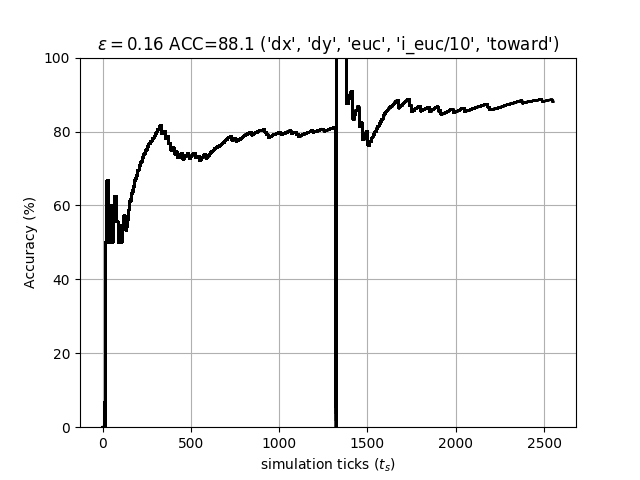 ε = 0.16 ACC=88.1 ('dx', 'dy', 'euc', 'i_euc/10', 'toward')
100
80
60
40
20
0
Accuracy (%)
0 500 1000 1500 2000 2500
simulation ticks (tₛ)